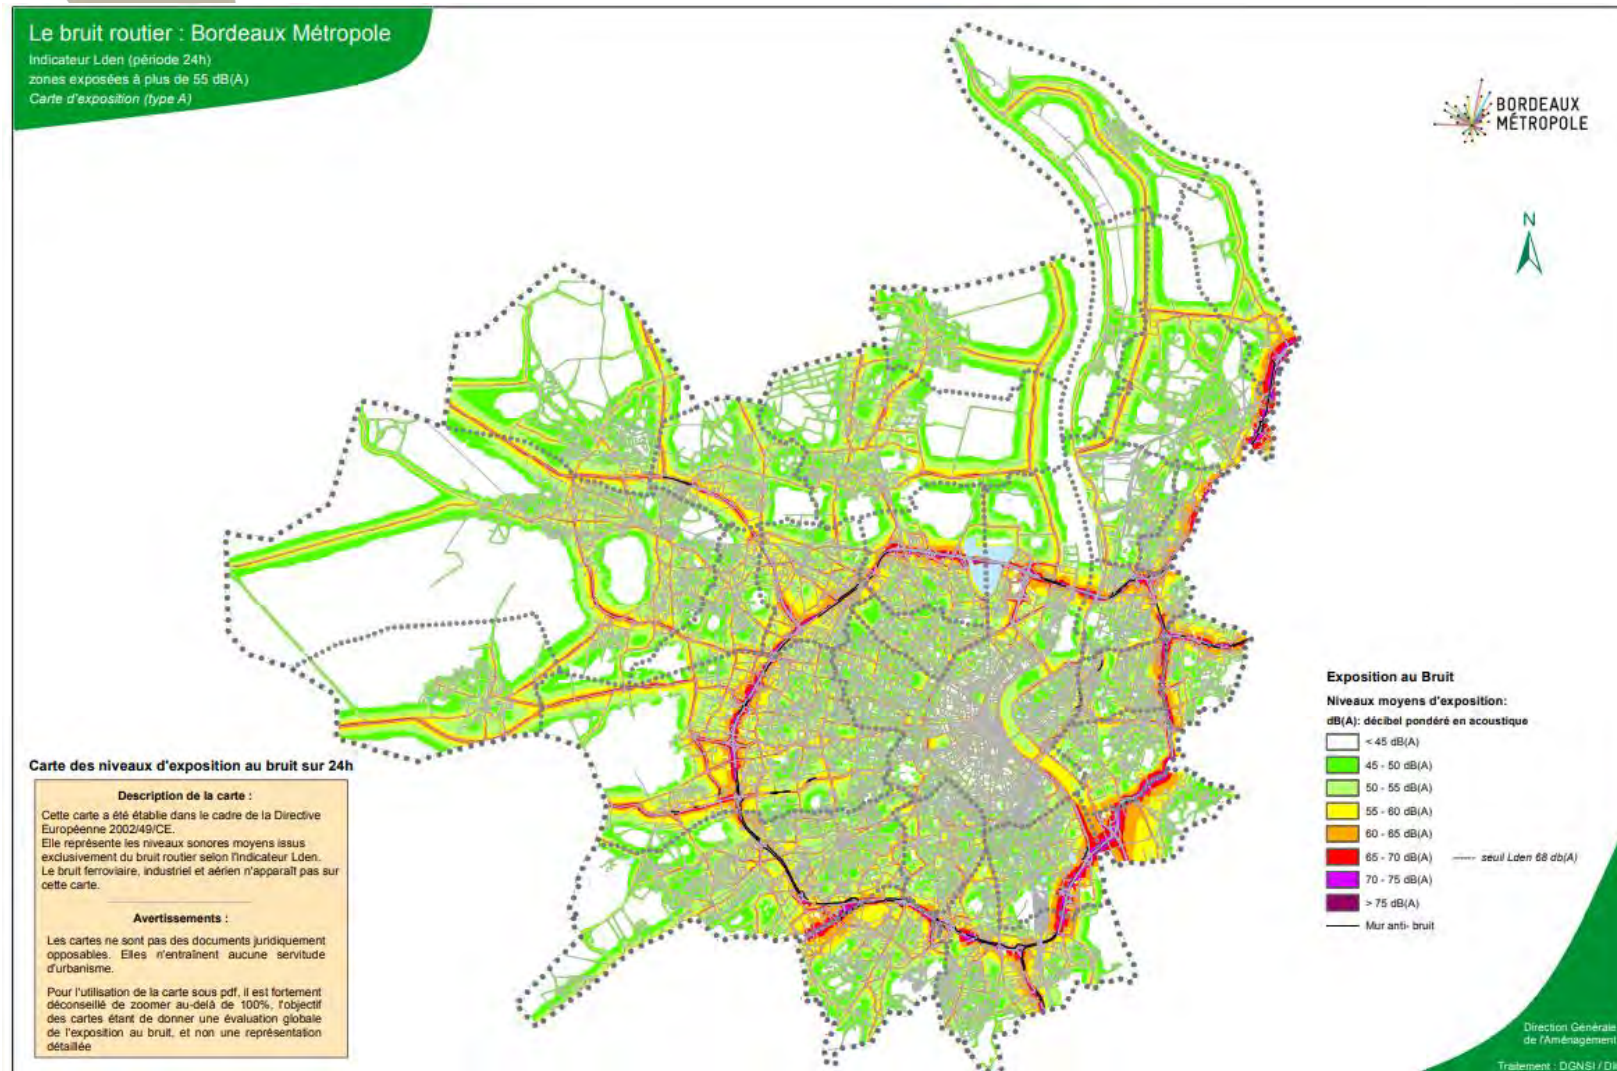 Le bruit routier : Bordeaux Métropole
Indicateur Lden (période 24h)
zones exposées à plus de 55 dB(A)
Carte d'exposition (type A)
BORDEAUX
MÉTROPOLE
N
Exposition au Bruit
Niveaux moyens d'exposition:
dB(A): décibel pondéré en acoustique
< 45 dB(A)
45 - 50 dB(A)
50 - 55 dB(A)
55 - 60 dB(A)
60 - 65 dB(A)
65 - 70 dB(A) seuil Lden 68 db(A)
70 - 75 dB(A)
> 75 dB(A)
Mur anti- bruit
Carte des niveaux d'exposition au bruit sur 24h
Description de la carte :
Cette carte a été établie dans le cadre de la Directive
Européenne 2002/49/CE.
Elle représente les niveaux sonores moyens issus
exclusivement du bruit routier selon l'Indicateur Lden.
Le bruit ferroviaire, industriel et aérien n'apparaît pas sur
cette carte.
Avertissements :
Les cartes ne sont pas des documents juridiquement
opposables. Elles n'entraînent aucune servitude
d'urbanisme.
Pour l'utilisation de la carte sous pdf, il est fortement
déconseillé de zoomer au-delà de 100%, l'objectif
des cartes étant de donner une évaluation globale
de l'exposition au bruit, et non une représentation
détaillée
Direction Générale
de l'Aménagement
Traitement : DGNSI /